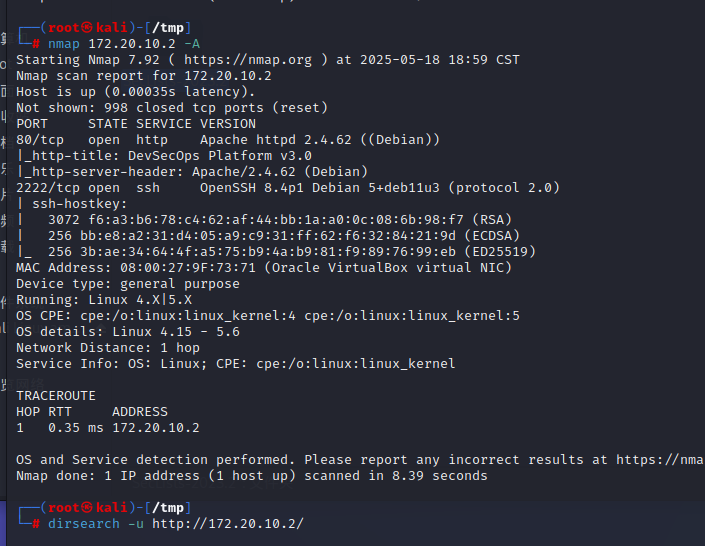 ┌──(root㉿kali)-[/tmp]
└─# nmap 172.20.10.2 -A
Starting Nmap 7.92 ( https://nmap.org ) at 2025-05-18 18:59 CST
Nmap scan report for 172.20.10.2
Host is up (0.00035s latency).
Not shown: 998 closed tcp ports (reset)
PORT     STATE SERVICE VERSION
80/tcp   open  http    Apache httpd 2.4.62 ((Debian))
|_http-title: DevSecOps Platform v3.0
|_http-server-header: Apache/2.4.62 (Debian)
2222/tcp open  ssh     OpenSSH 8.4p1 Debian 5+deb11u3 (protocol 2.0)
| ssh-hostkey:
|   3072 f6:a3:b6:78:c4:62:af:44:bb:1a:a0:0c:08:6b:98:f7 (RSA)
|   256 bb:e8:a2:31:d4:05:a9:c9:31:ff:62:f6:32:84:21:9d (ECDSA)
|_  256 3b:ae:34:64:4f:a5:75:b9:4a:b9:81:f9:89:76:99:eb (ED25519)
MAC Address: 08:00:27:9F:73:71 (Oracle VirtualBox virtual NIC)
Device type: general purpose
Running: Linux 4.X|5.X
OS CPE: cpe:/o:linux:linux_kernel:4 cpe:/o:linux:linux_kernel:5
OS details: Linux 4.15 - 5.6
Network Distance: 1 hop
Service Info: OS: Linux; CPE: cpe:/o:linux:linux_kernel
TRACEROUTE
HOP RTT     ADDRESS
1   0.35 ms 172.20.10.2
OS and Service detection performed. Please report any incorrect results at https://nma
Nmap done: 1 IP address (1 host up) scanned in 8.39 seconds
┌──(root㉿kali)-[/tmp]
└─# dirsearch -u http://172.20.10.2/